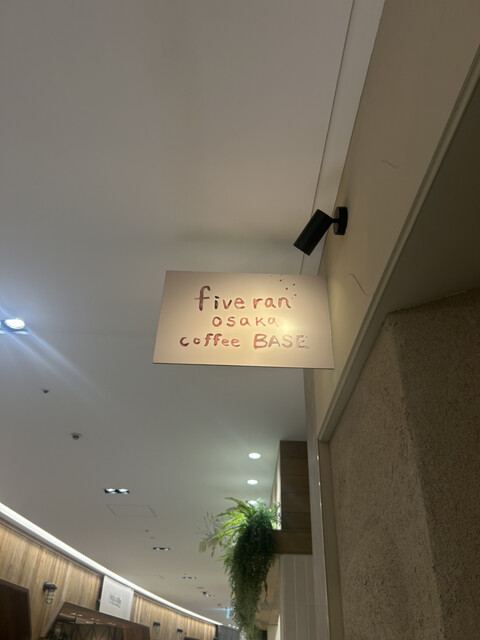 five ran
osaka
coffee BASE